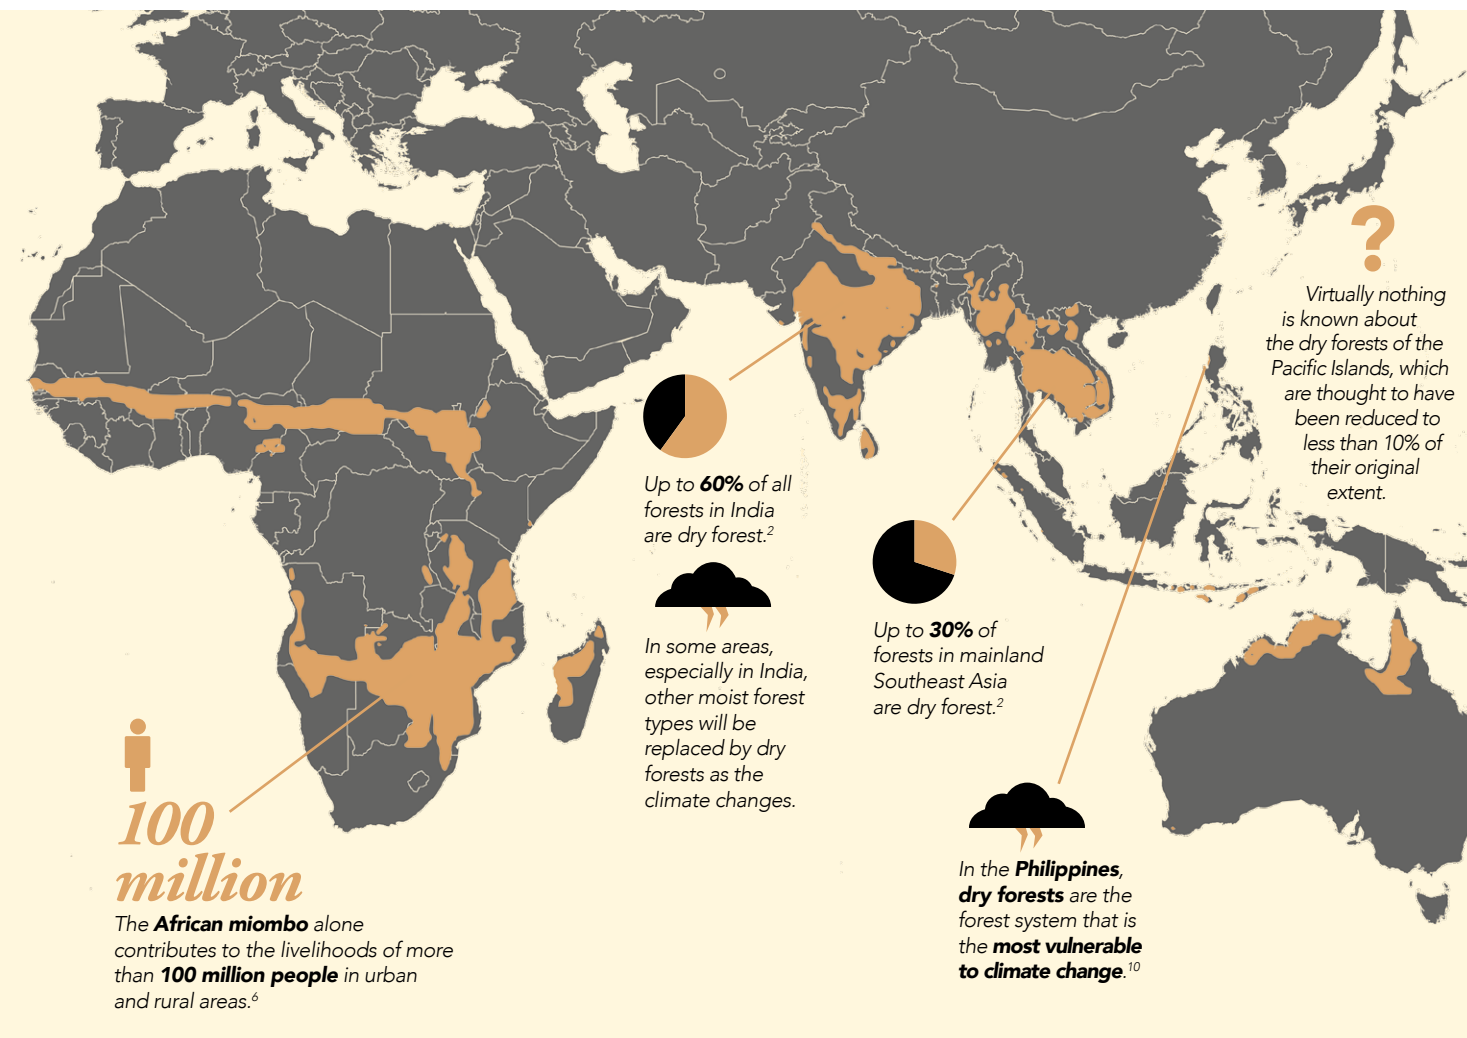 ?
Virtually nothing
is known about
the dry forests of the
Pacific Islands, which
are thought to have
been reduced to
less than 10% of
their original
extent.
Up to 60% of all
forests in India
are dry forest.2
In some areas,
especially in India,
other moist forest
types will be
replaced by dry
forests as the
climate changes.
Up to 30% of
forests in mainland
Southeast Asia
are dry forest.2
100
million
The African miombo alone
contributes to the livelihoods of more
than 100 million people in urban
and rural areas.6
In the Philippines,
dry forests are the
forest system that is
the most vulnerable
to climate change.10